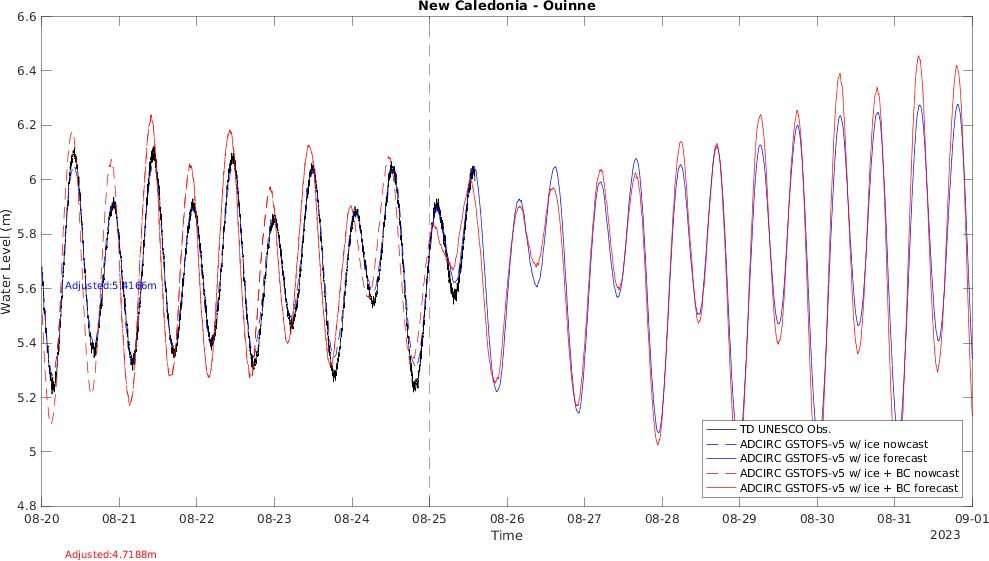 New Caledonia - Ouinne
6.6
6.4
6.2
6
5.8
5.6
5.4
5.2
5
4.8
Water Level (m)
Adjusted:5.4166m
TD UNESCO Obs.
ADCIRC GSTOFS-v5 w/ ice nowcast
ADCIRC GSTOFS-v5 w/ ice forecast
ADCIRC GSTOFS-v5 w/ ice + BC nowcast
ADCIRC GSTOFS-v5 w/ ice + BC forecast
08-20 08-21 08-22 08-23 08-24 08-25 08-26 08-27 08-28 08-29 08-30 08-31 09-01
Time
2023
Adjusted:4.7188m